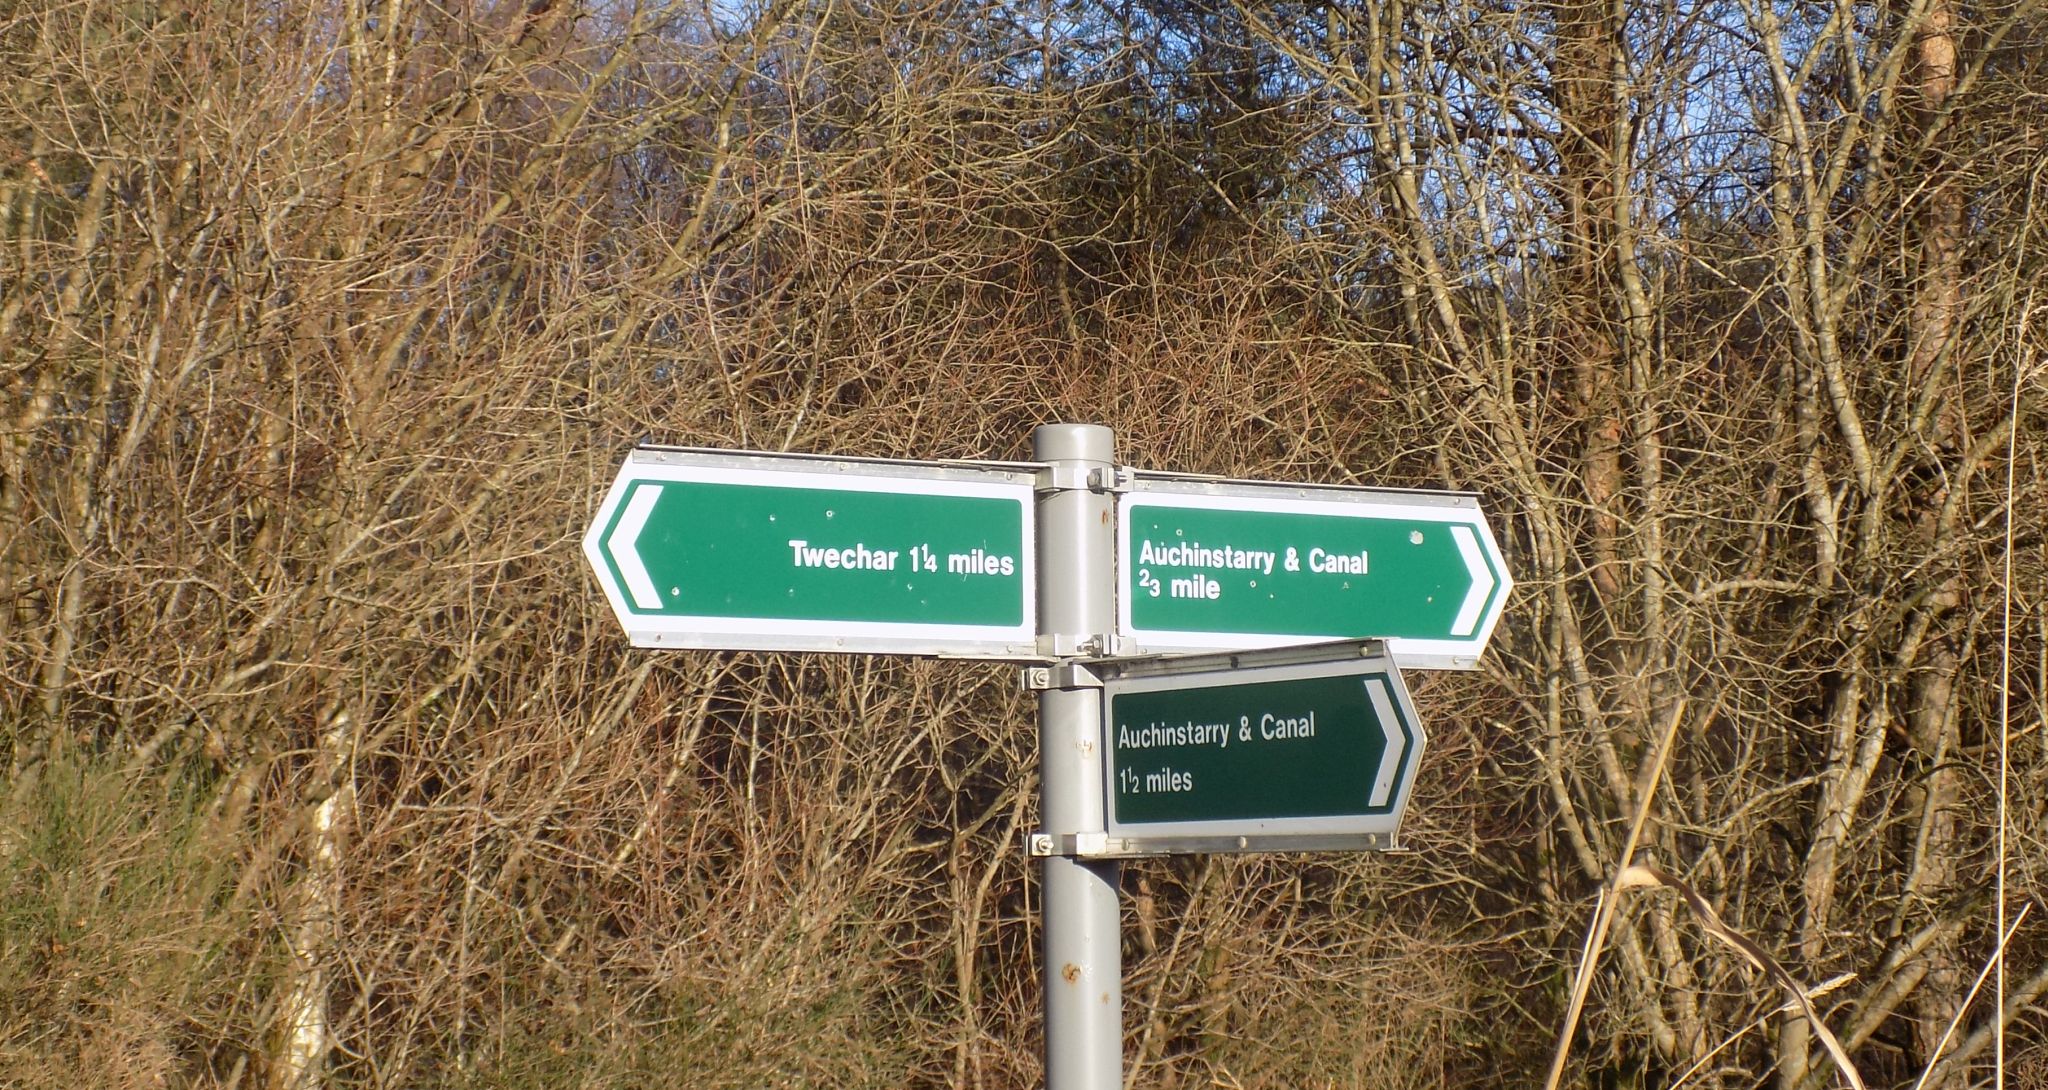 Twechar 1¼ miles
Auchinstarry & Canal
⅔ mile
Auchinstarry & Canal
1½ miles